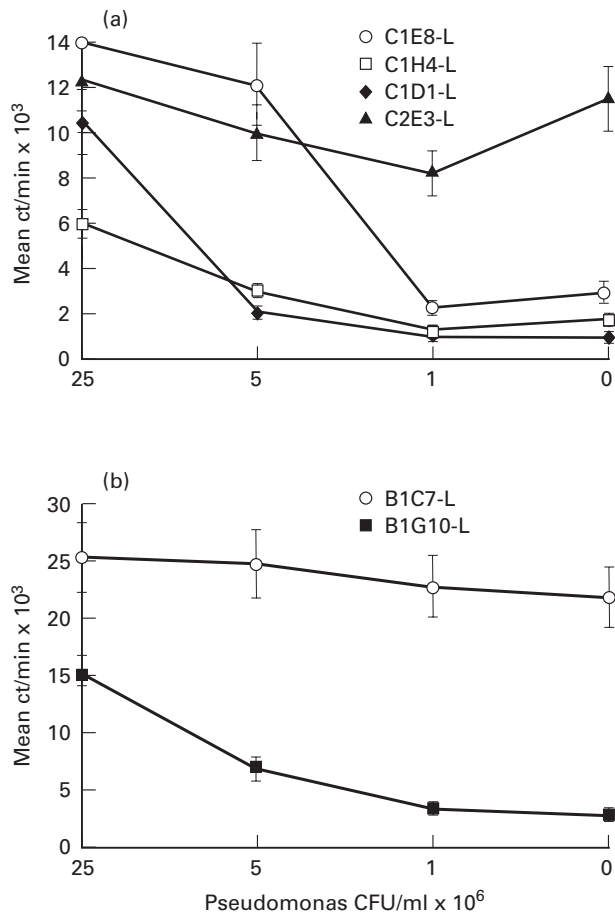 (a)
C1E8-L
C1H4-L
C1D1-L
C2E3-L
Mean ct/min x 10³
14
12
10
8
6
4
2
0
25
5
1
0
(b)
B1C7-L
B1G10-L
Mean ct/min x 10³
30
25
20
15
10
5
0
25
5
1
0
Pseudomonas CFU/ml x 10⁶